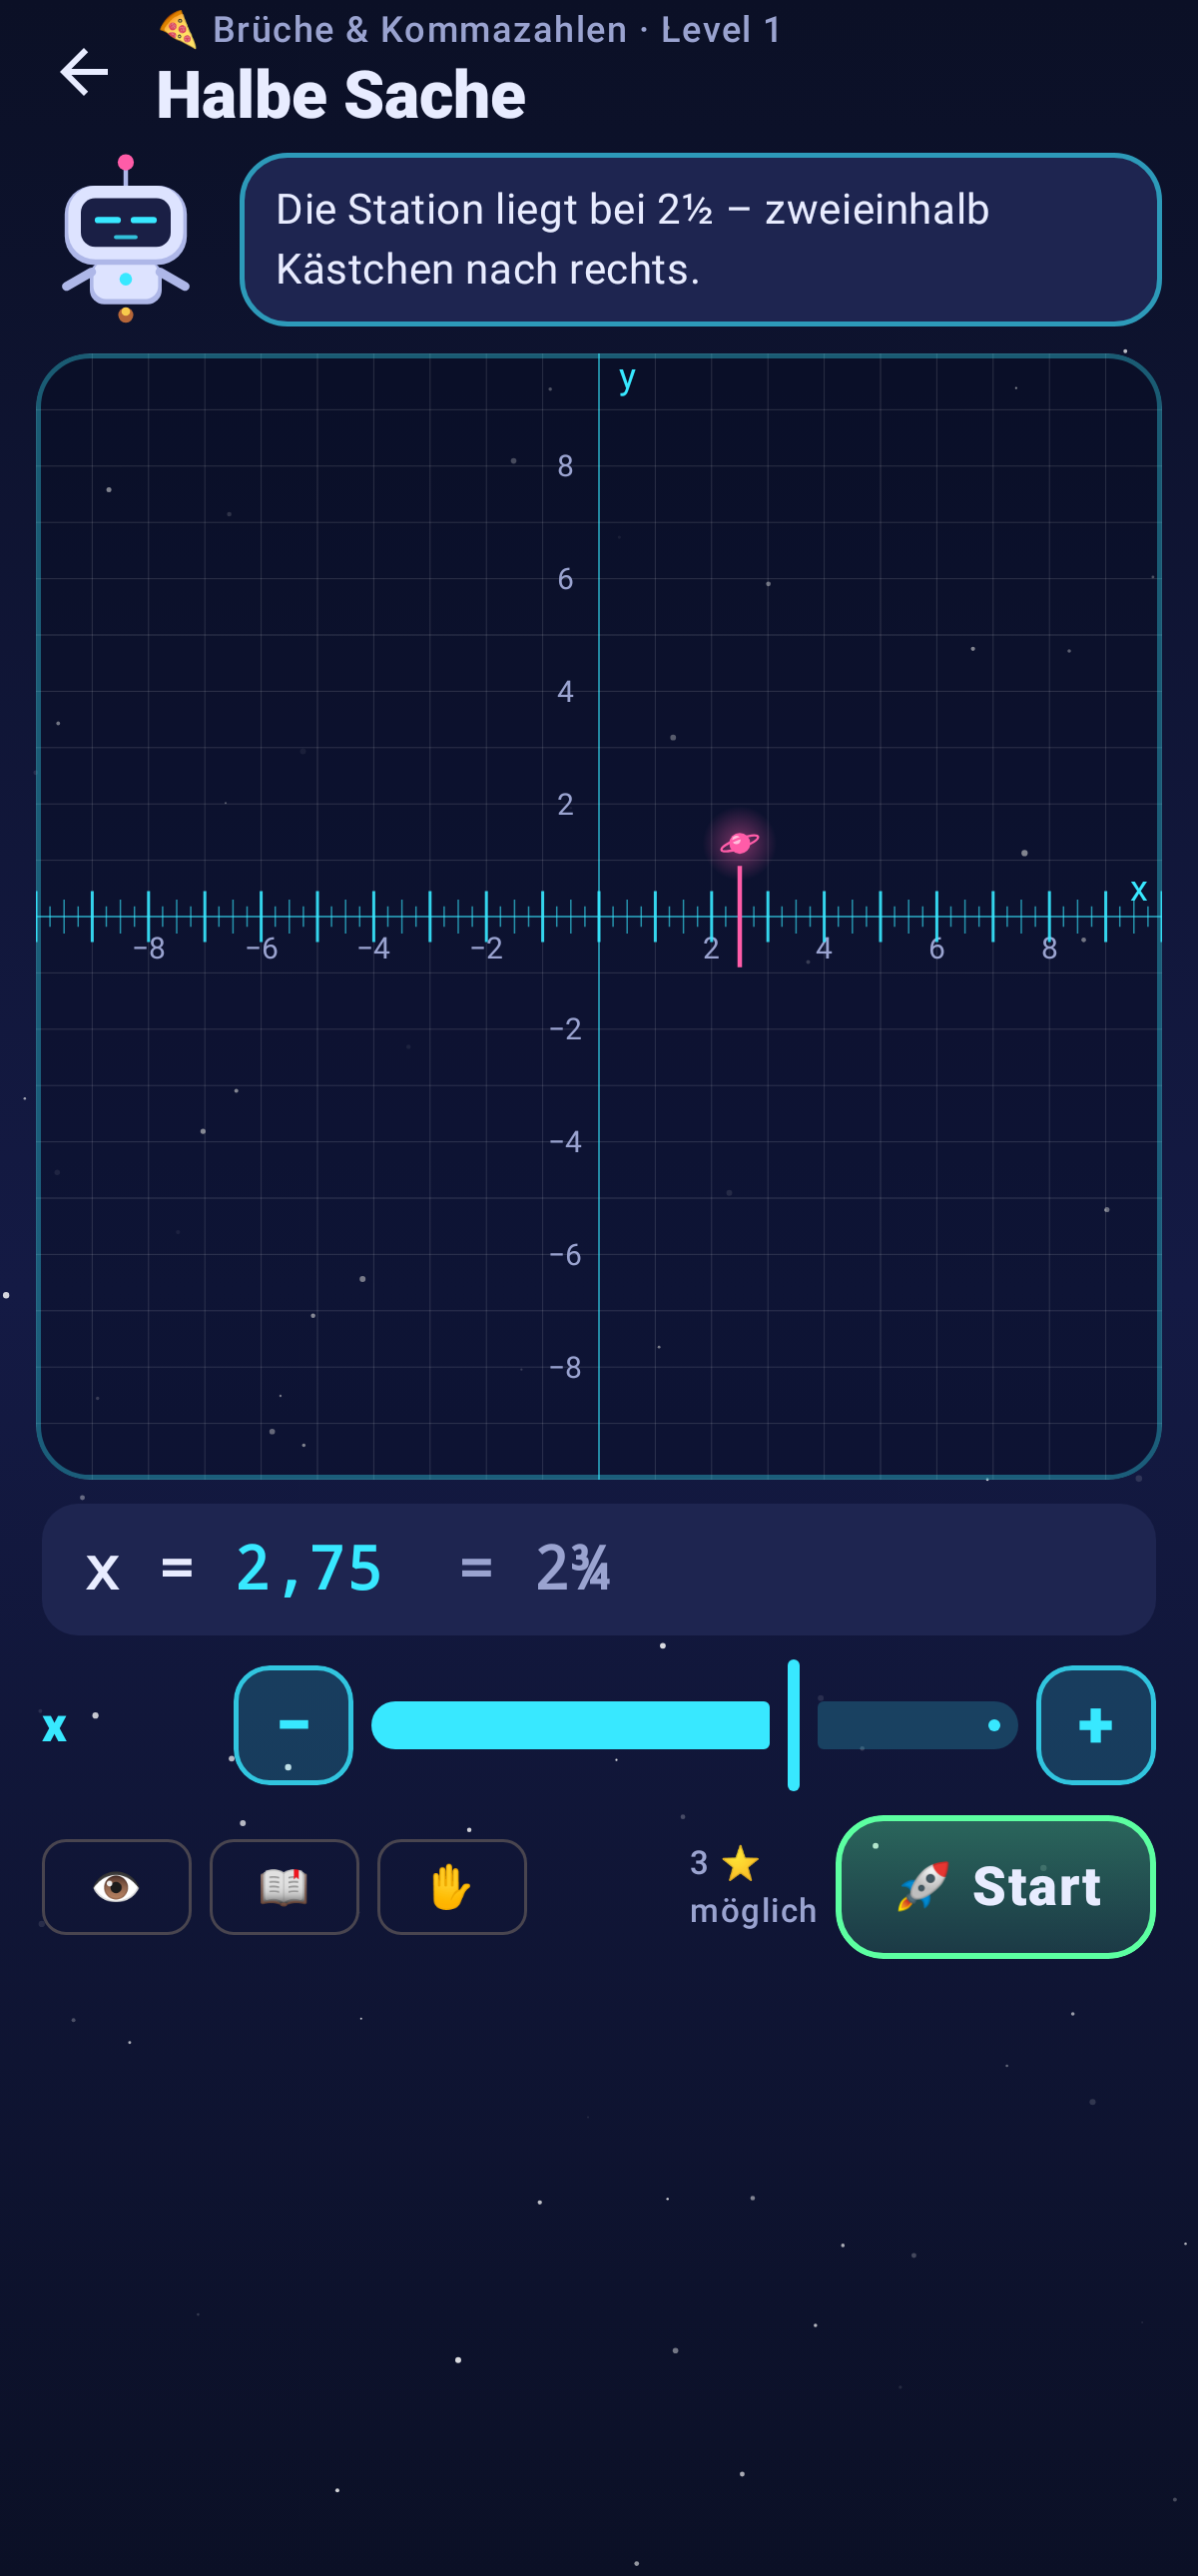 🍕 Brüche & Kommazahlen · Level 1
Halbe Sache
Die Station liegt bei 2½ – zweieinhalb
Kästchen nach rechts.
y
8
6
4
2
x
−8 −6 −4 −2 2 4 6 8
−2
−4
−6
−8
x = 2,75 = 2¾
x − +
3 ⭐
möglich
🚀 Start